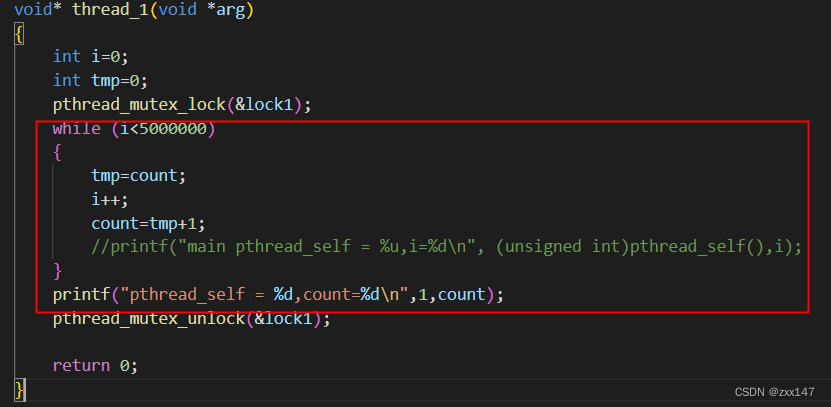 void* thread_1(void *arg)
{
    int i=0;
    int tmp=0;
    pthread_mutex_lock(&lock1);
    while (i<5000000)
    {
        tmp=count;
        i++;
        count=tmp+1;
        //printf("main pthread_self = %u,i=%d\n", (unsigned int)pthread_self(),i);
    }
    printf("pthread_self = %d,count=%d\n",1,count);
    pthread_mutex_unlock(&lock1);

    return 0;
}
CSDN @zxx147